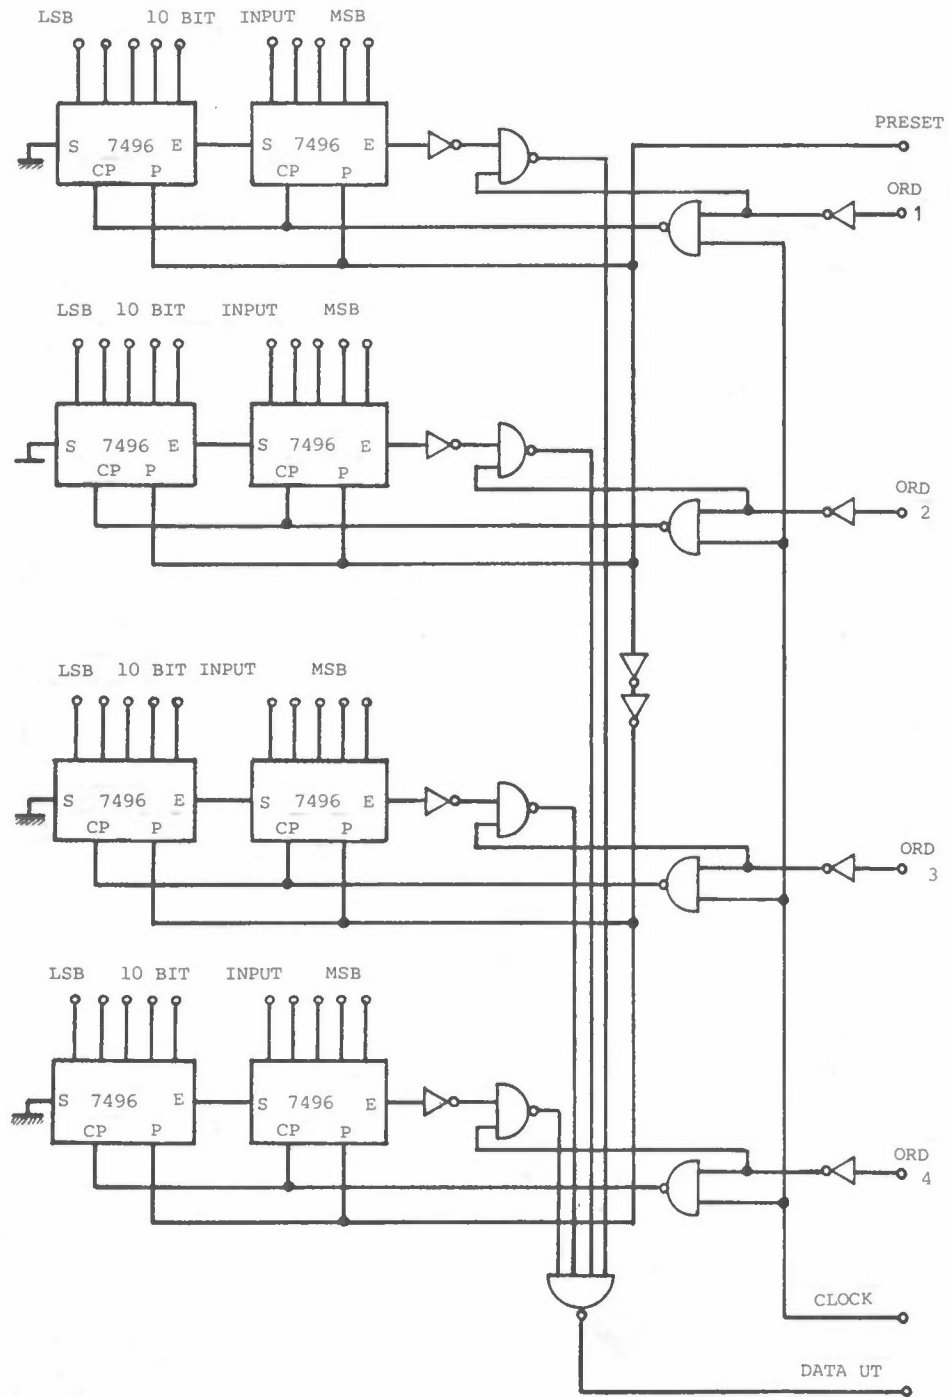 LSB 10 BIT INPUT MSB
PRESET
S 7496 E S 7496 E
CP P CP P
ORD
1
LSB 10 BIT INPUT MSB
S 7496 E S 7496 E
CP P CP P
ORD
2
LSB 10 BIT INPUT MSB
S 7496 E S 7496 E
CP P CP P
ORD
3
LSB 10 BIT INPUT MSB
S 7496 E S 7496 E
CP P CP P
ORD
4
CLOCK
DATA UT